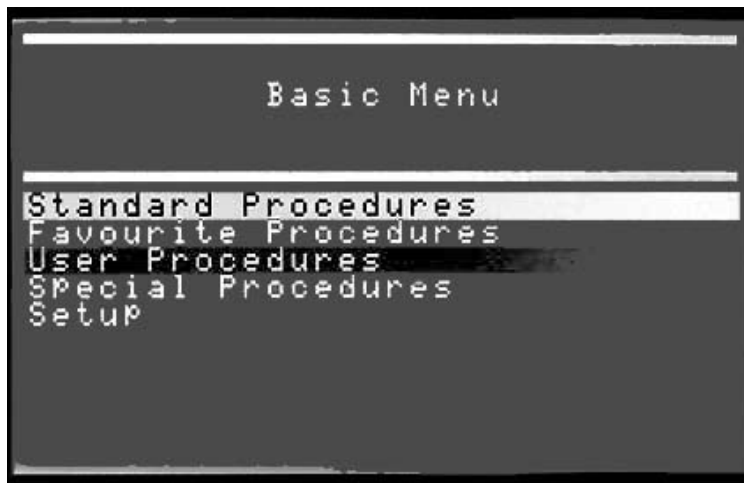 Basic Menu
Standard Procedures
Favourite Procedures
User Procedures
Special Procedures
Setup